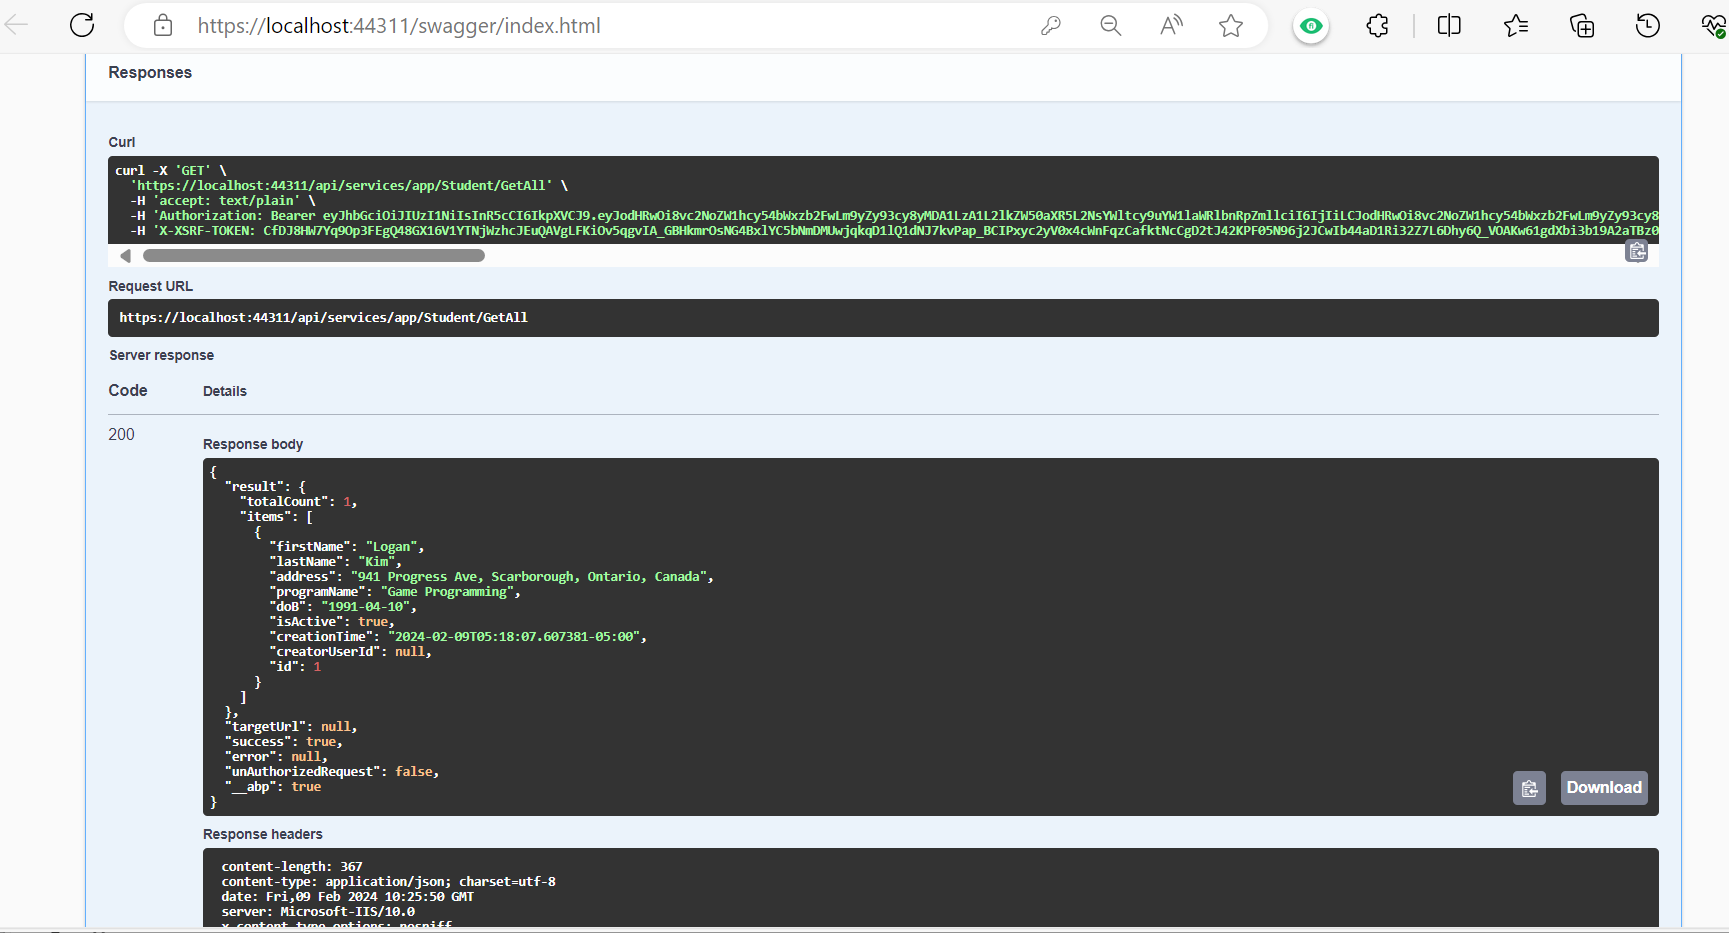 https://localhost:44311/swagger/index.html
Responses
Curl
curl -X 'GET' \
'https://localhost:44311/api/services/app/Student/GetAll' \
-H 'accept: text/plain' \
-H 'Authorization: Bearer eyJhbGciOiJIUzI1NiIsInR5cCI6IkpXVCJ9.eyJodHRwOi8vc2NoZW1hcy54bWxzb2FwLm9yZy93cy8yMDA1LzA1L2lkZW50aXR5L2NsYWltcy9uYW1laWRlbnRpZmllciI6IjIiLCJodHRwOi8vc2NoZW1hcy54bWxzb2FwLm9yZy93cy8
-H 'X-XSRF-TOKEN:
Request URL
https://localhost:44311/api/services/app/Student/GetAll
Server response
Code Details
200
Response body
{
"result": {
"totalCount": 1,
"items": [
{
"firstName": "Logan",
"lastName": "Kim",
"address": "941 Progress Ave, Scarborough, Ontario, Canada",
"programName": "Game Programming",
"doB": "1991-04-10",
"isActive": true,
"creationTime": "2024-02-09T05:18:07.607381-05:00",
"creatorUserId": null,
"id": 1
}
]
},
"targetUrl": null,
"success": true,
"error": null,
"unAuthorizedRequest": false,
"__abp": true
}
Download
Response headers
content-length: 367
content-type: application/json; charset=utf-8
date: Fri,09 Feb 2024 10:25:50 GMT
server: Microsoft-IIS/10.0
x-content-type-options: nosniff